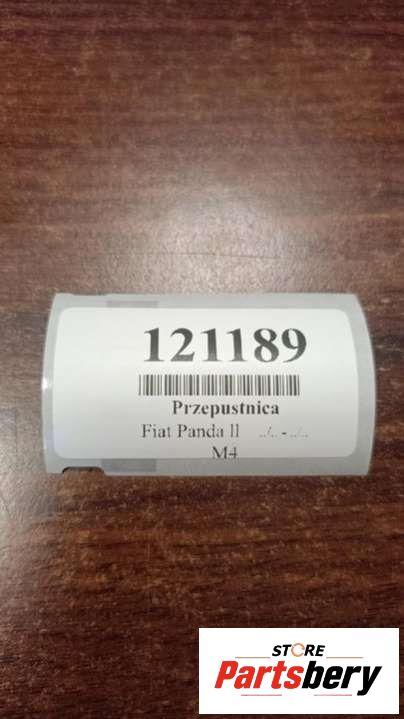 121189
Przepustnica
Fiat Panda II ../.. - ../..
M4
STORE
Partsbery